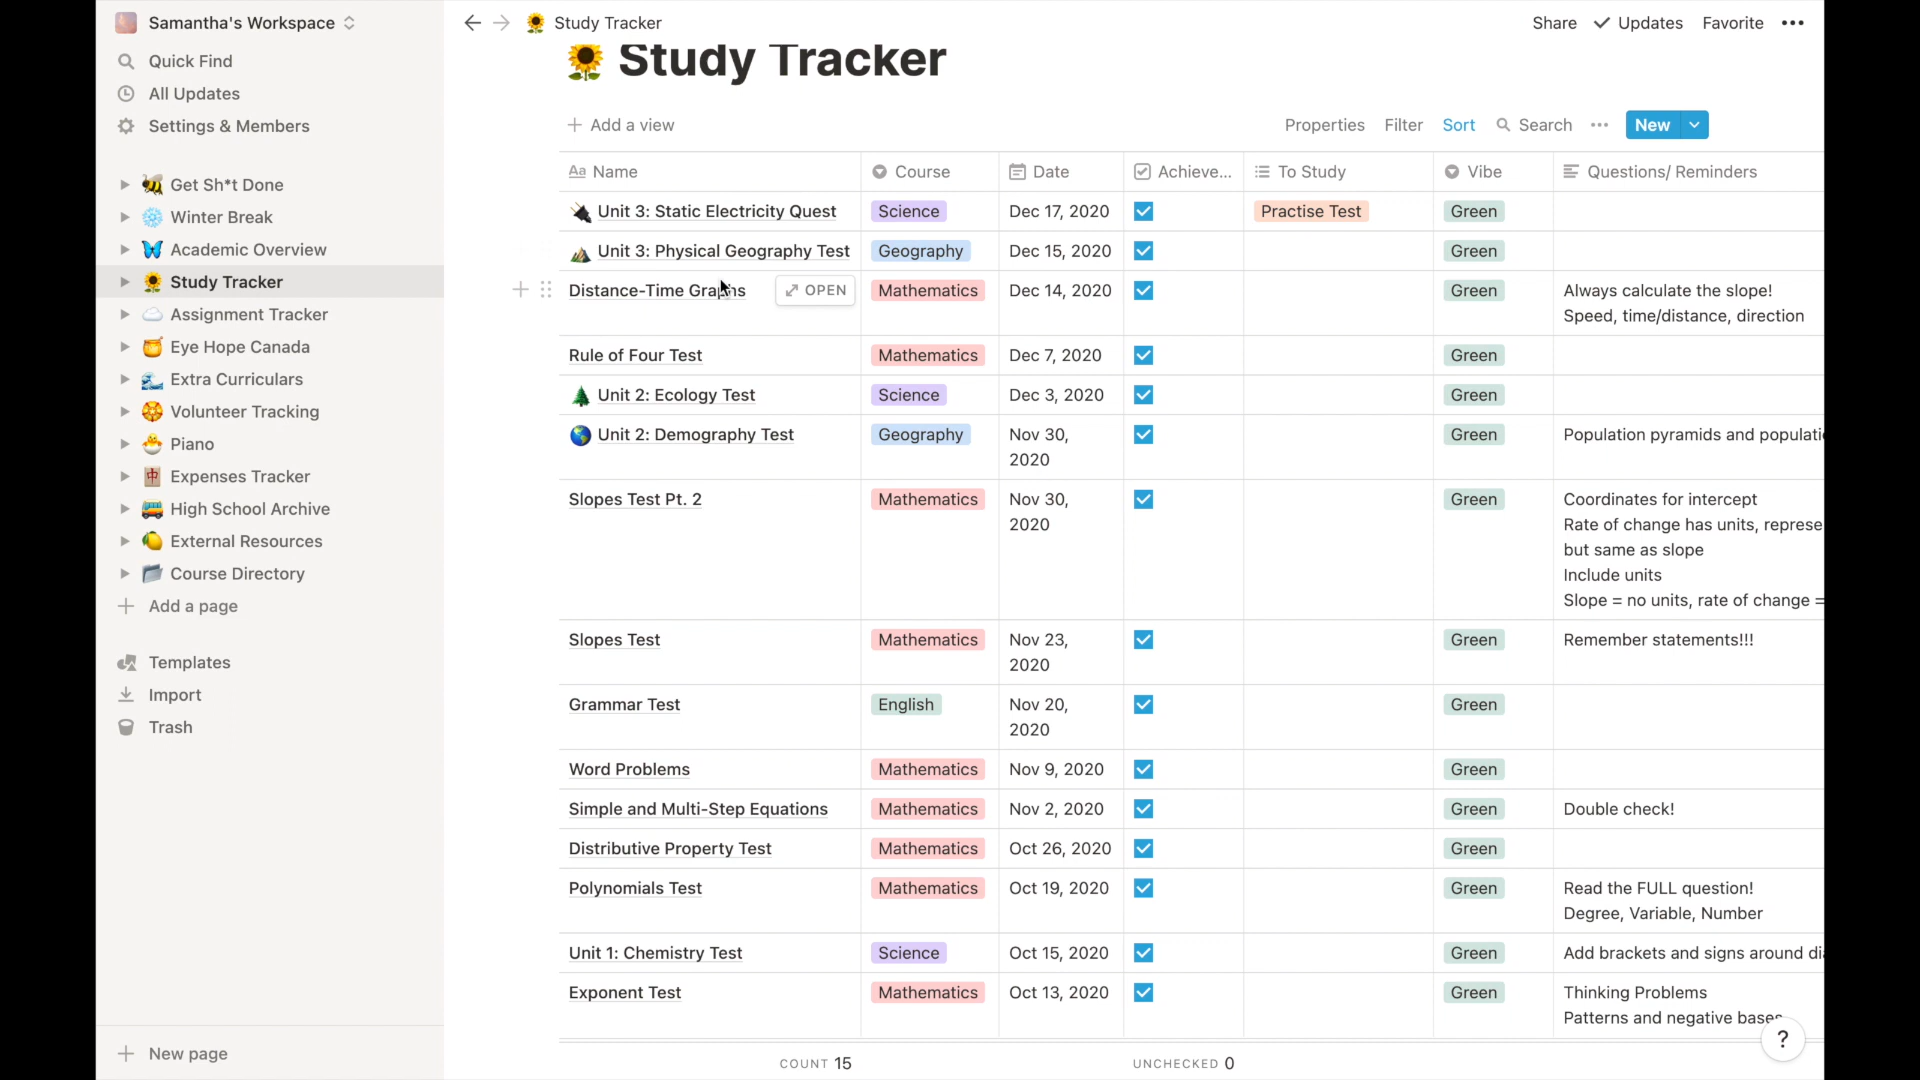 Samantha's Workspace
Quick Find
All Updates
Settings & Members
Get Sh*t Done
Winter Break
Academic Overview
Study Tracker
Assignment Tracker
Eye Hope Canada
Extra Curriculars
Volunteer Tracking
Piano
Expenses Tracker
High School Archive
External Resources
Course Directory
Add a page
Templates
Import
Trash
New page
Study Tracker
Share Updates Favorite
Study Tracker
Add a view
Properties Filter Sort Search New
Aa Name Course Date Achieve... To Study Vibe Questions/ Reminders
Unit 3: Static Electricity Quest Science Dec 17, 2020 Practise Test Green
Unit 3: Physical Geography Test Geography Dec 15, 2020 Green
Distance-Time Graphs OPEN Mathematics Dec 14, 2020 Green Always calculate the slope!
Speed, time/distance, direction
Rule of Four Test Mathematics Dec 7, 2020 Green
Unit 2: Ecology Test Science Dec 3, 2020 Green
Unit 2: Demography Test Geography Nov 30, Green Population pyramids and populati
2020
Slopes Test Pt. 2 Mathematics Nov 30, Green Coordinates for intercept
2020 Rate of change has units, represe
but same as slope
Include units
Slope = no units, rate of change =
Slopes Test Mathematics Nov 23, Green Remember statements!!!
2020
Grammar Test English Nov 20, Green
2020
Word Problems Mathematics Nov 9, 2020 Green
Simple and Multi-Step Equations Mathematics Nov 2, 2020 Green Double check!
Distributive Property Test Mathematics Oct 26, 2020 Green
Polynomials Test Mathematics Oct 19, 2020 Green Read the FULL question!
Degree, Variable, Number
Unit 1: Chemistry Test Science Oct 15, 2020 Green Add brackets and signs around di
Exponent Test Mathematics Oct 13, 2020 Green Thinking Problems
Patterns and negative bases
?
COUNT 15 UNCHECKED 0